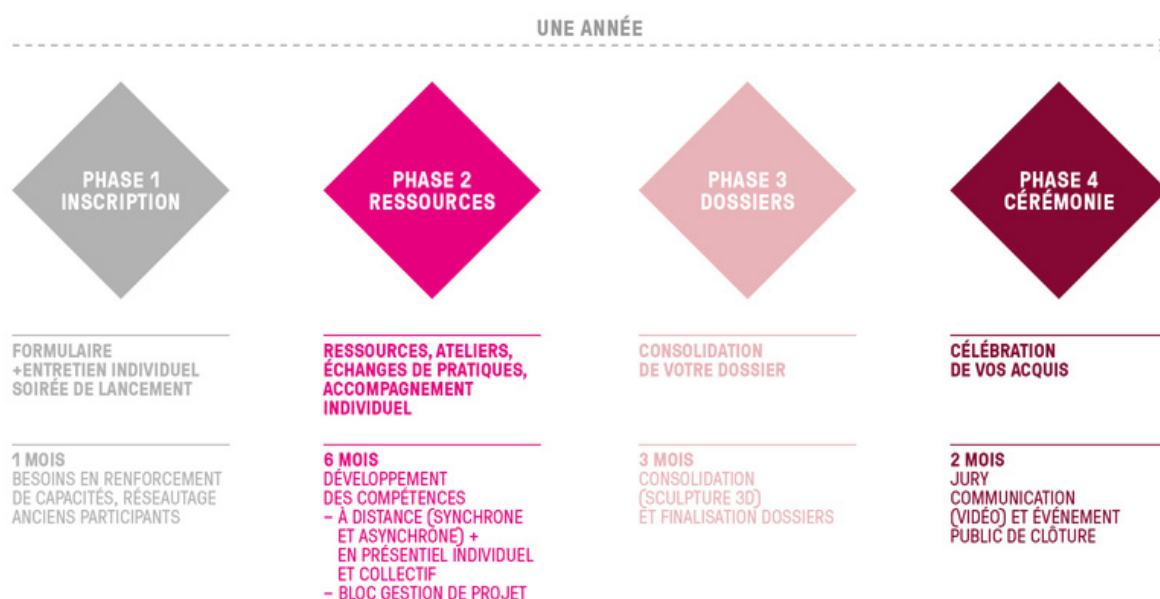 UNE ANNÉE
PHASE 1
INSCRIPTION
PHASE 2
RESSOURCES
PHASE 3
DOSSIERS
PHASE 4
CÉRÉMONIE
FORMULAIRE
+ENTRETIEN INDIVIDUEL
SOIRÉE DE LANCEMENT
RESSOURCES, ATELIERS,
ÉCHANGES DE PRATIQUES,
ACCOMPAGNEMENT
INDIVIDUEL
CONSOLIDATION
DE VOTRE DOSSIER
CÉLÉBRATION
DE VOS ACQUIS
1 MOIS
BESOINS EN RENFORCEMENT
DE CAPACITÉS, RÉSEAUTAGE
ANCIENS PARTICIPANTS
6 MOIS
DÉVELOPPEMENT
DES COMPÉTENCES
– À DISTANCE (SYNCHRONE
ET ASYNCHRONE) +
EN PRÉSENTIEL INDIVIDUEL
ET COLLECTIF
– BLOC GESTION DE PROJET
3 MOIS
CONSOLIDATION
(SCULPTURE 3D)
ET FINALISATION DOSSIERS
2 MOIS
JURY
COMMUNICATION
(VIDÉO) ET ÉVÉNEMENT
PUBLIC DE CLÔTURE